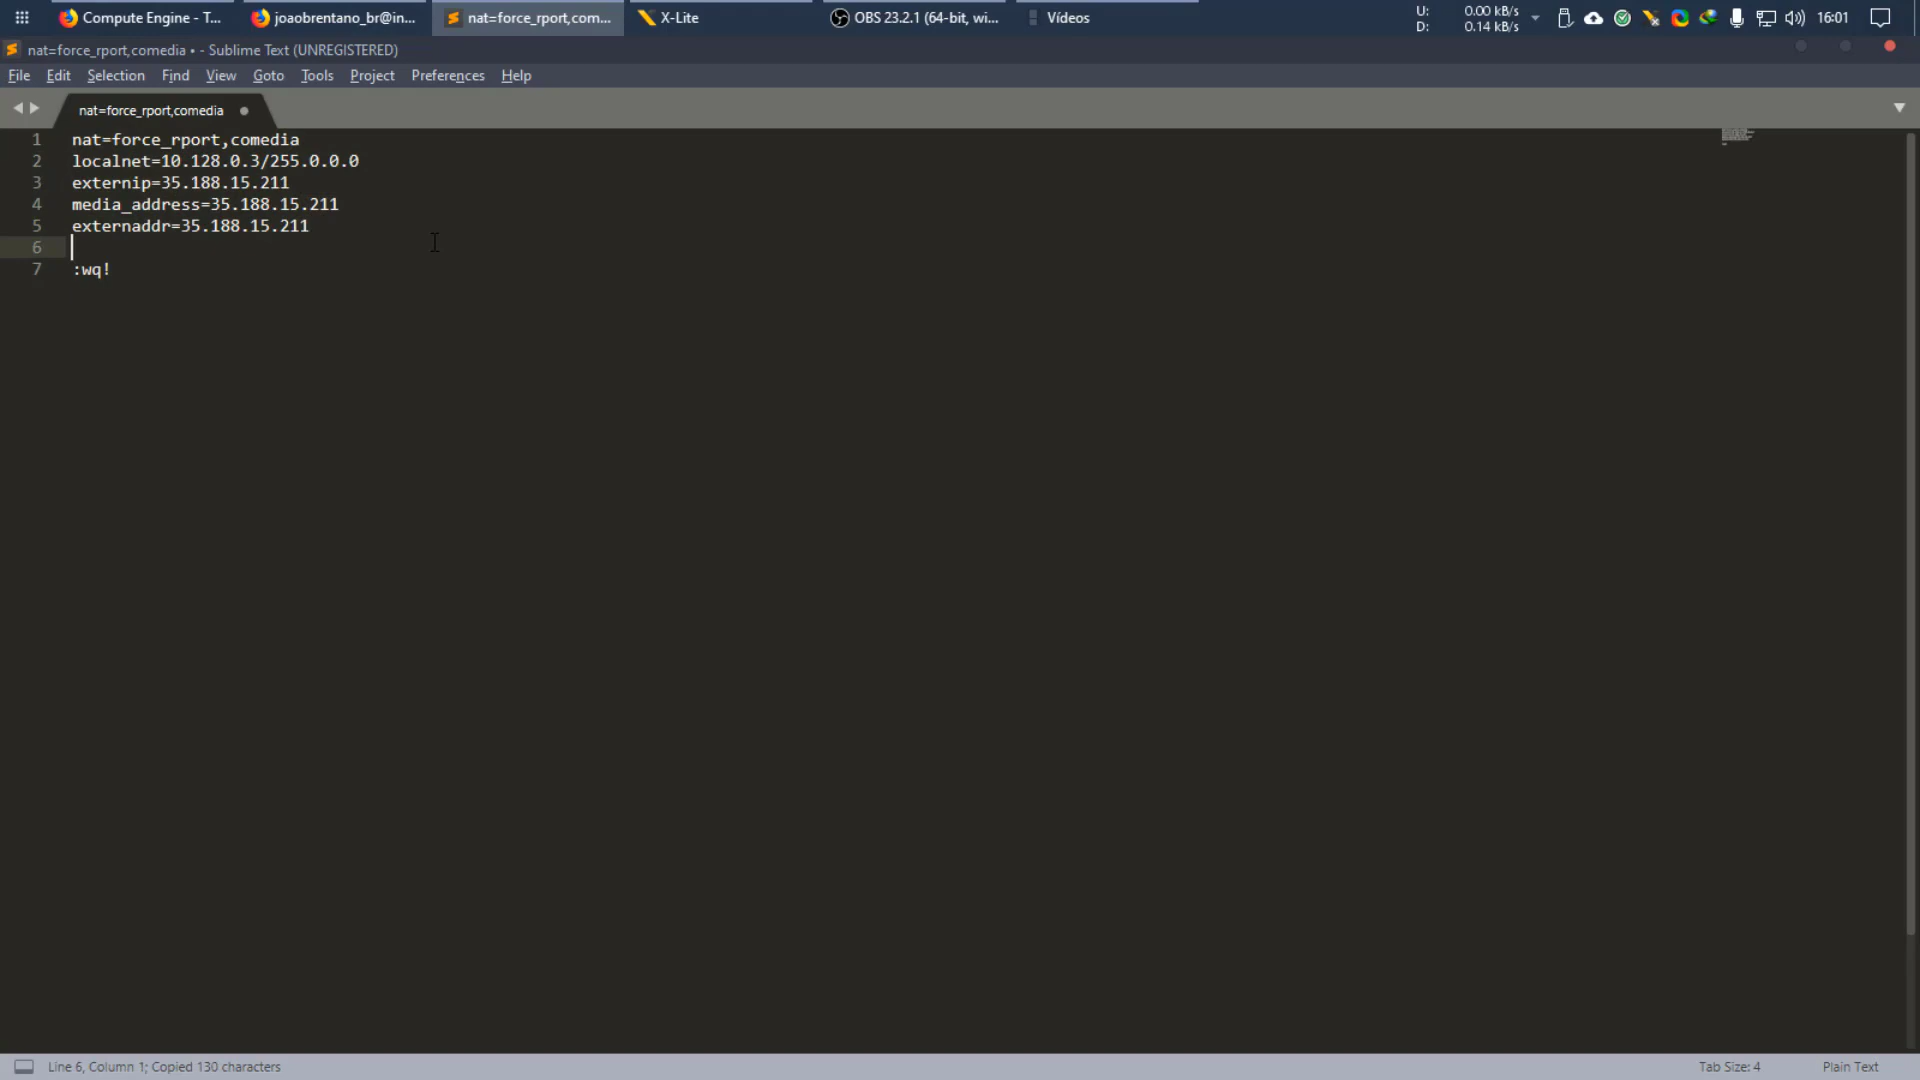 Compute Engine - T...
joaobrentano_br@in...
nat=force_rport,com...
X-Lite
OBS 23.2.1 (64-bit, wi...
Vídeos
U: 0.00 kB/s
D: 0.14 kB/s
16:01
nat=force_rport,comedia • - Sublime Text (UNREGISTERED)
File Edit Selection Find View Goto Tools Project Preferences Help
nat=force_rport,comedia
1 nat=force_rport,comedia
2 localnet=10.128.0.3/255.0.0.0
3 externip=35.188.15.211
4 media_address=35.188.15.211
5 externaddr=35.188.15.211
6
7 :wq!
Line 6, Column 1; Copied 130 characters
Tab Size: 4
Plain Text